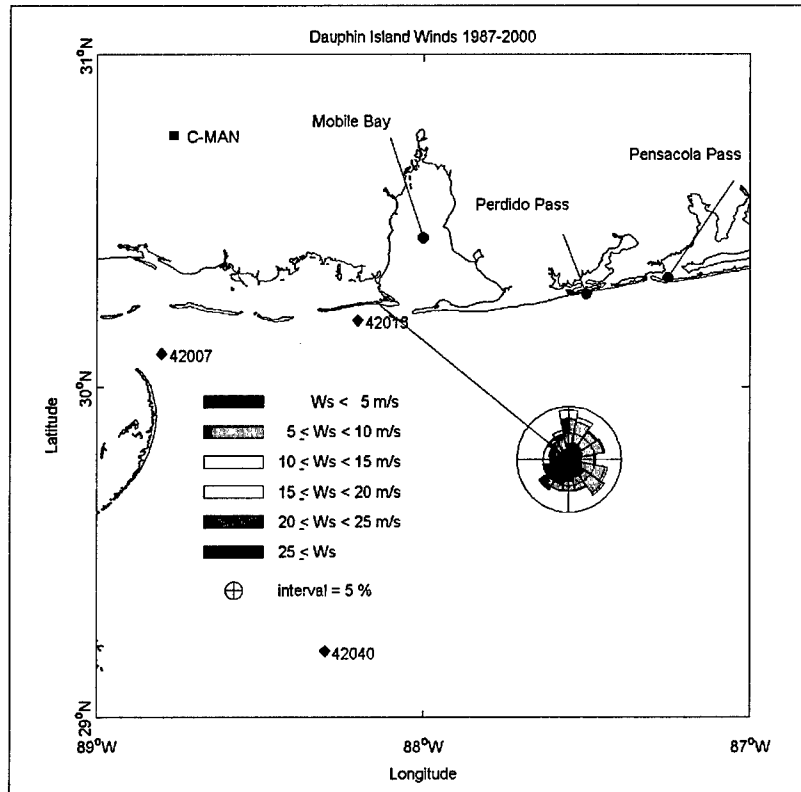 Dauphin Island Winds 1987-2000
31°N
Mobile Bay
■ C-MAN
Pensacola Pass
Perdido Pass
42015
42007
30°N
Latitude
Ws < 5 m/s
5 ≤ Ws < 10 m/s
10 ≤ Ws < 15 m/s
15 ≤ Ws < 20 m/s
20 ≤ Ws < 25 m/s
25 ≤ Ws
interval = 5 %
42040
29°N
89°W
88°W
87°W
Longitude